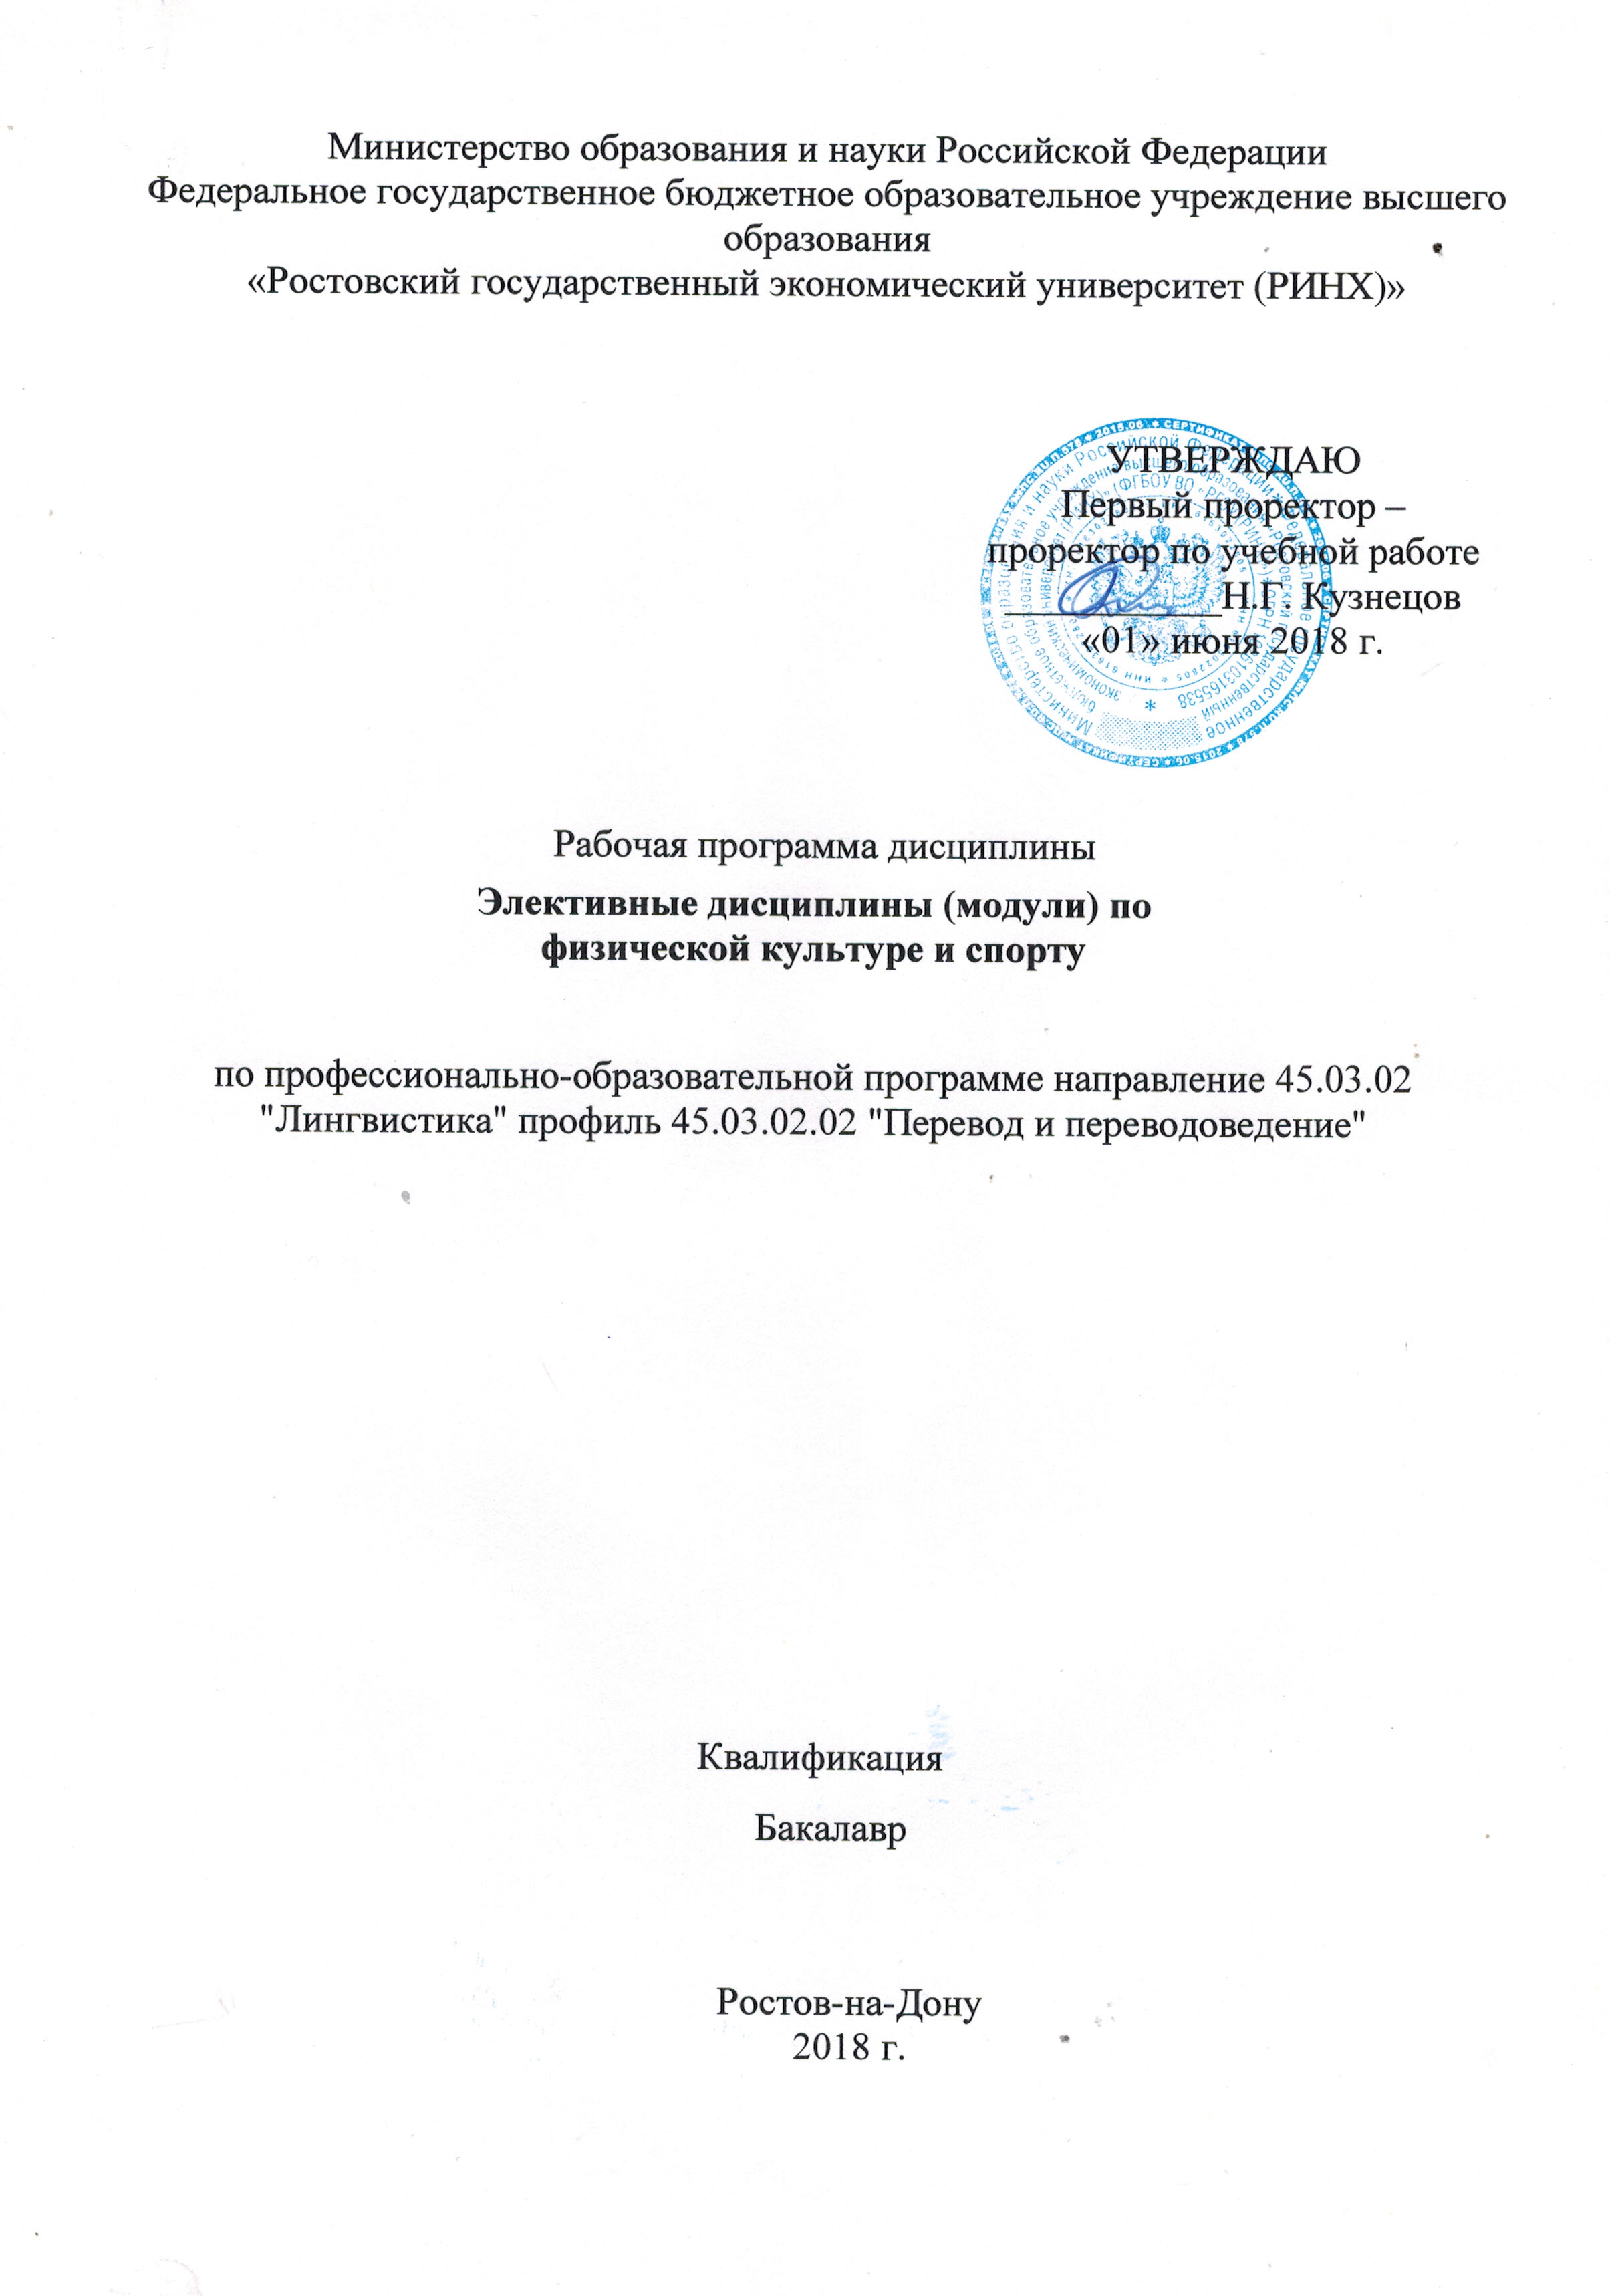 Министерство образования и науки Российской Федерации
Федеральное государственное бюджетное образовательное учреждение высшего
образования
«Ростовский государственный экономический университет (РИНХ)»
УТВЕРЖДАЮ
Первый проректор –
проректор по учебной работе
Н.Г. Кузнецов
«01» июня 2018 г.
Рабочая программа дисциплины
Элективные дисциплины (модули) по
физической культуре и спорту
по профессионально-образовательной программе направление 45.03.02
"Лингвистика" профиль 45.03.02.02 "Перевод и переводоведение"
Квалификация
Бакалавр
Ростов-на-Дону
2018 г.